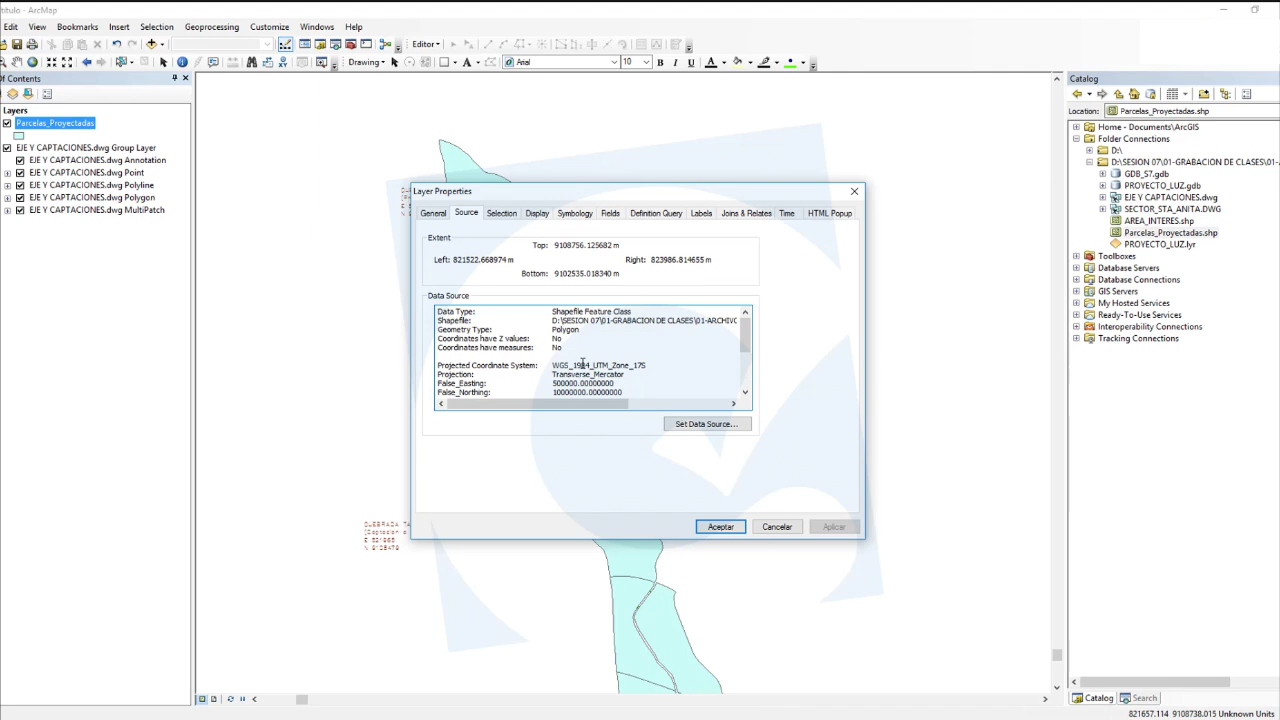 titulo - ArcMap
Edit View Bookmarks Insert Selection Geoprocessing Customize Windows Help
Editor
Drawing A Arial 10 B I U A
Of Contents
Layers
Parcelas_Proyectadas
EJE Y CAPTACIONES.dwg Group Layer
EJE Y CAPTACIONES.dwg Annotation
EJE Y CAPTACIONES.dwg Point
EJE Y CAPTACIONES.dwg Polyline
EJE Y CAPTACIONES.dwg Polygon
EJE Y CAPTACIONES.dwg MultiPatch
Layer Properties
General Source Selection Display Symbology Fields Definition Query Labels Joins & Relates Time HTML Popup
Extent
Top: 9108756.125682 m
Left: 821522.668974 m Right: 823986.814655 m
Bottom: 9102535.018340 m
Data Source
Data Type: Shapefile Feature Class
Shapefile: D:\SESION 07\01-GRABACION DE CLASES\01-ARCHIVO
Geometry Type: Polygon
Coordinates have Z values: No
Coordinates have measures: No
Projected Coordinate System: WGS_1984_UTM_Zone_17S
Projection: Transverse_Mercator
False_Easting: 500000.00000000
False_Northing: 10000000.00000000
Set Data Source...
Aceptar Cancelar Aplicar
QUEBRADA TA
Catalog
Location: Parcelas_Proyectadas.shp
Home - Documents\ArcGIS
Folder Connections
D:\
D:\SESION 07\01-GRABACION DE CLASES\01-
GDB_S7.gdb
PROYECTO_LUZ.gdb
EJE Y CAPTACIONES.dwg
SECTOR_STA_ANITA.DWG
AREA_INTERES.shp
Parcelas_Proyectadas.shp
PROYECTO_LUZ.lyr
Toolboxes
Database Servers
Database Connections
GIS Servers
My Hosted Services
Ready-To-Use Services
Interoperability Connections
Tracking Connections
Catalog Search
821657.114 9108738.015 Unknown Units